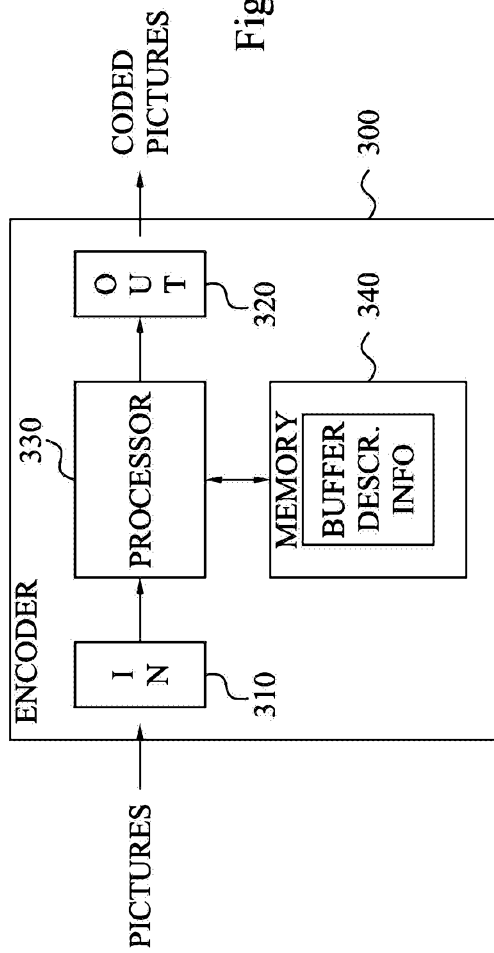 ENCODER
330
PICTURES
I
N
310
PROCESSOR
O
U
T
320
CODED
PICTURES
MEMORY
BUFFER
DESCR.
INFO
340
300
Fig